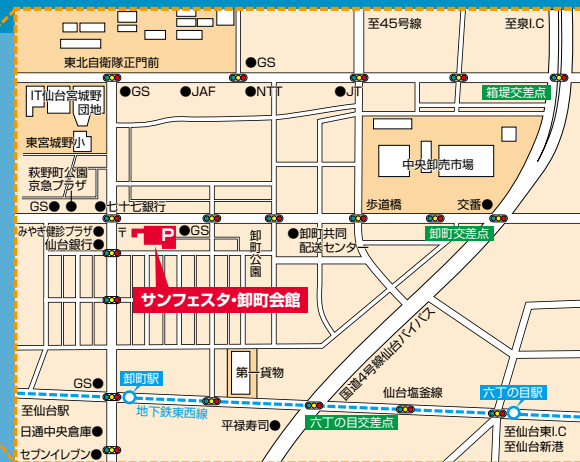 至45号線
至泉I.C
東北自衛隊正門前
GS
GS
JAF
NTT
JT
箱堤交差点
IT仙台宮城野
団地
東宮城野小
中央卸売市場
萩野町公園
京急プラザ
GS
七十七銀行
歩道橋
交番
みやぎ健診プラザ
仙台銀行
〒
P
GS
卸町公園
卸町共同
配送センター
卸町交差点
サンフェスタ・卸町会館
国道4号線仙台バイパス
第一貨物
GS
卸町駅
仙台塩釜線
六丁の目駅
至仙台駅
地下鉄東西線
平禄寿司
六丁の目交差点
日通中央倉庫
セブンイレブン
至仙台東I.C
至仙台新港